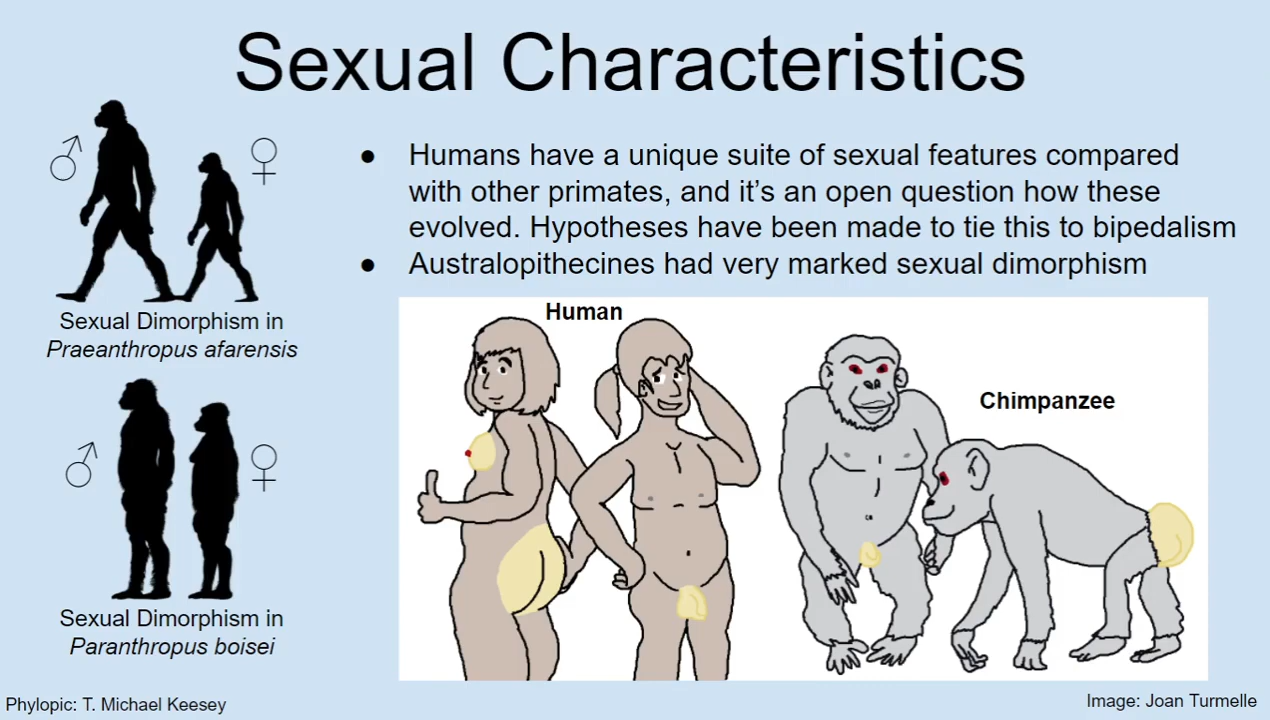 Sexual Characteristics
♂
♀
Sexual Dimorphism in
Praeanthropus afarensis
♂
♀
Sexual Dimorphism in
Paranthropus boisei
● Humans have a unique suite of sexual features compared
with other primates, and it's an open question how these
evolved. Hypotheses have been made to tie this to bipedalism
● Australopithecines had very marked sexual dimorphism
Human
Chimpanzee
Phylopic: T. Michael Keesey
Image: Joan Turmelle